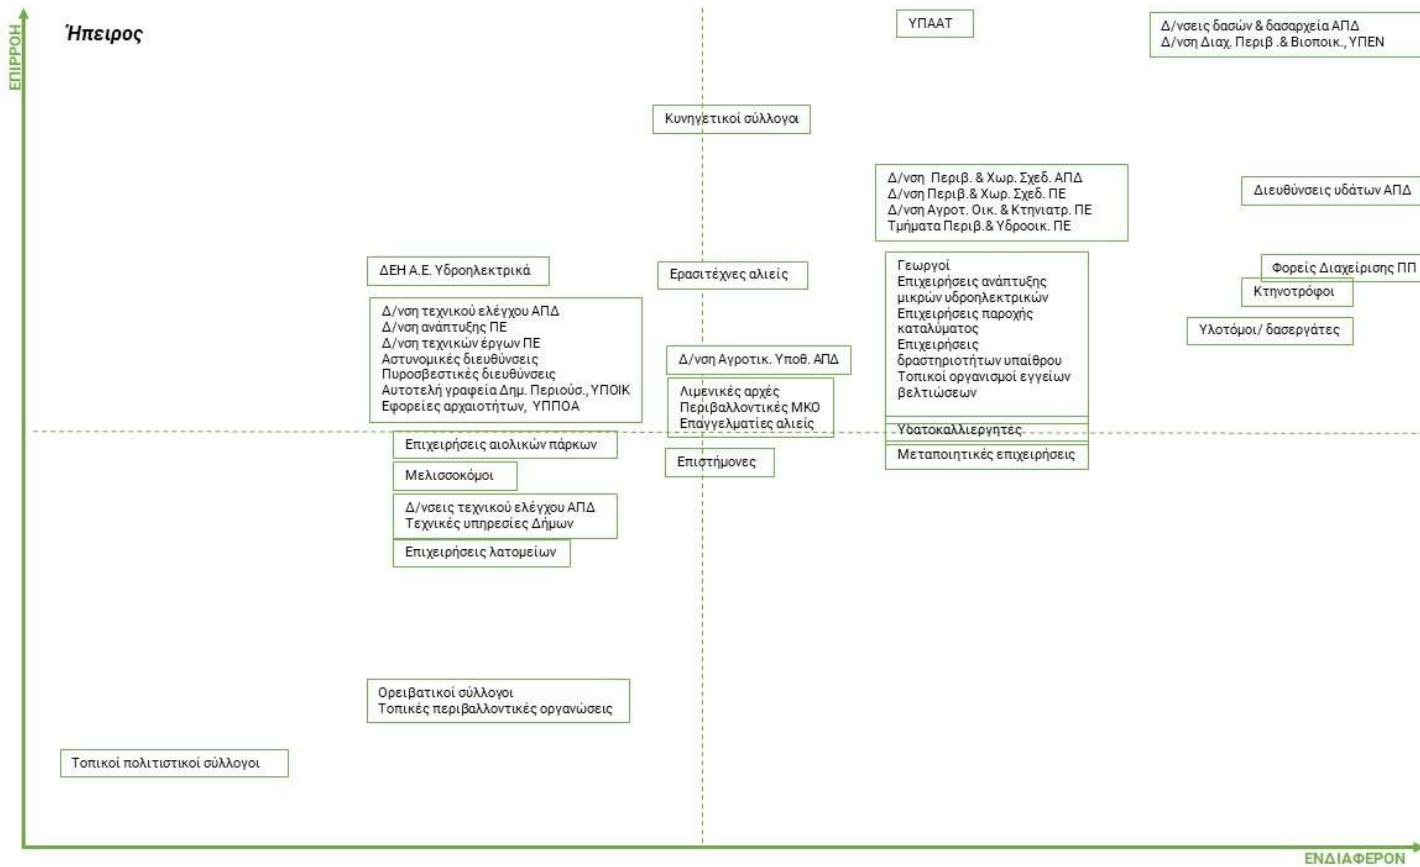 ΕΠΙΡΡΟΗ
Ήπειρος
ΥΠΑΑΤ
Δ/νσεις δασών & δασαρχεία ΑΠΔ
Δ/νση Διαχ. Περιβ .& Βιοποικ., ΥΠΕΝ
Κυνηγετικοί σύλλογοι
Δ/νση  Περιβ. & Χωρ. Σχεδ. ΑΠΔ
Δ/νση Περιβ.& Χωρ. Σχεδ. ΠΕ
Δ/νση Αγροτ. Οικ. & Κτηνιατρ. ΠΕ
Τμήματα Περιβ.& Υδροοικ. ΠΕ
Διευθύνσεις υδάτων ΑΠΔ
ΔΕΗ Α.Ε. Υδροηλεκτρικά
Ερασιτέχνες αλιείς
Γεωργοί
Επιχειρήσεις ανάπτυξης
μικρών υδροηλεκτρικών
Επιχειρήσεις παροχής
καταλύματος
Επιχειρήσεις
δραστηριοτήτων υπαίθρου
Τοπικοί οργανισμοί εγγείων
βελτιώσεων
Φορείς Διαχείρισης ΠΠ
Κτηνοτρόφοι
Υλοτόμοι/ δασεργάτες
Δ/νση τεχνικού ελέγχου ΑΠΔ
Δ/νση ανάπτυξης ΠΕ
Δ/νση τεχνικών έργων ΠΕ
Αστυνομικές διευθύνσεις
Πυροσβεστικές διευθύνσεις
Αυτοτελή γραφεία Δημ. Περιούσ., ΥΠΟΙΚ
Εφορείες αρχαιοτήτων, ΥΠΠΟΑ
Δ/νση Αγροτικ. Υποθ. ΑΠΔ
Λιμενικές αρχές
Περιβαλλοντικές ΜΚΟ
Επαγγελματίες αλιείς
Υδατοκαλλιεργητές
Επιχειρήσεις αιολικών πάρκων
Επιστήμονες
Μεταποιητικές επιχειρήσεις
Μελισσοκόμοι
Δ/νσεις τεχνικού ελέγχου ΑΠΔ
Τεχνικές υπηρεσίες Δήμων
Επιχειρήσεις λατομείων
Ορειβατικοί σύλλογοι
Τοπικές περιβαλλοντικές οργανώσεις
Τοπικοί πολιτιστικοί σύλλογοι
ΕΝΔΙΑΦΕΡΟΝ